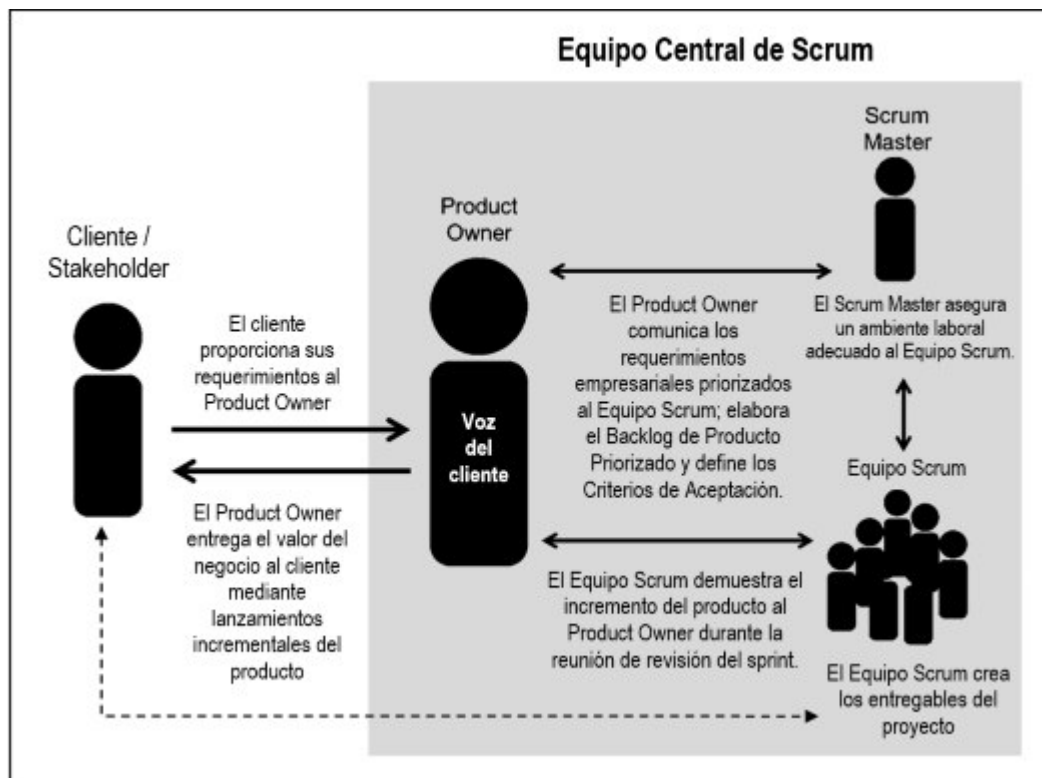 Equipo Central de Scrum
Scrum
Master
Product
Owner
Cliente /
Stakeholder
El cliente
proporciona sus
requerimientos al
Product Owner
Voz
del
cliente
El Product Owner
entrega el valor del
negocio al cliente
mediante
lanzamientos
incrementales del
producto
El Product Owner
comunica los
requerimientos
empresariales priorizados
al Equipo Scrum; elabora
el Backlog de Producto
Priorizado y define los
Criterios de Aceptación.
El Scrum Master asegura
un ambiente laboral
adecuado al Equipo Scrum.
Equipo Scrum
El Equipo Scrum demuestra el
incremento del producto al
Product Owner durante la
reunión de revisión del sprint.
El Equipo Scrum crea
los entregables del
proyecto